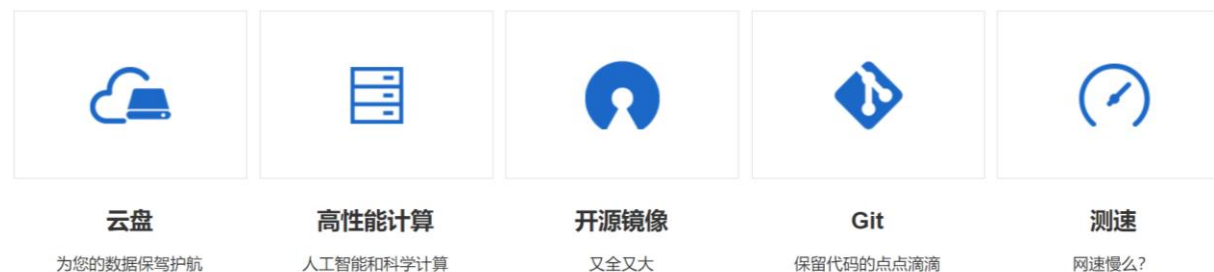 云盘
为您的数据保驾护航
高性能计算
人工智能和科学计算
开源镜像
又全又大
Git
保留代码的点点滴滴
测速
网速慢么?